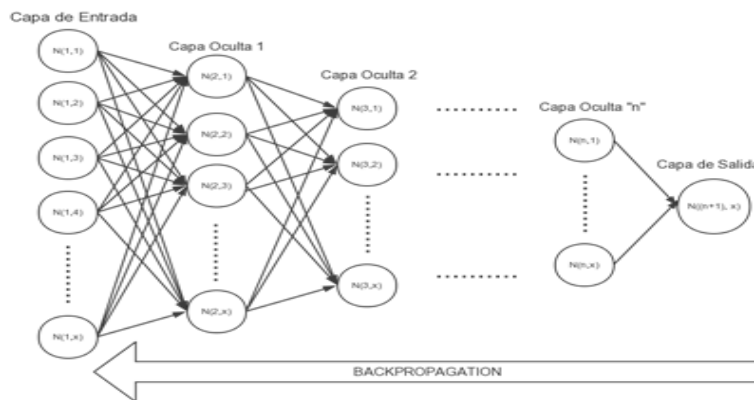 Capa de Entrada
N(1,1)
N(1,2)
N(1,3)
N(1,4)
N(1,x)
Capa Oculta 1
N(2,1)
N(2,2)
N(2,3)
N(2,x)
Capa Oculta 2
N(3,1)
N(3,2)
N(3,x)
Capa Oculta "n"
N(n,1)
N(n,x)
Capa de Salida
N((n+1), x)
BACKPROPAGATION